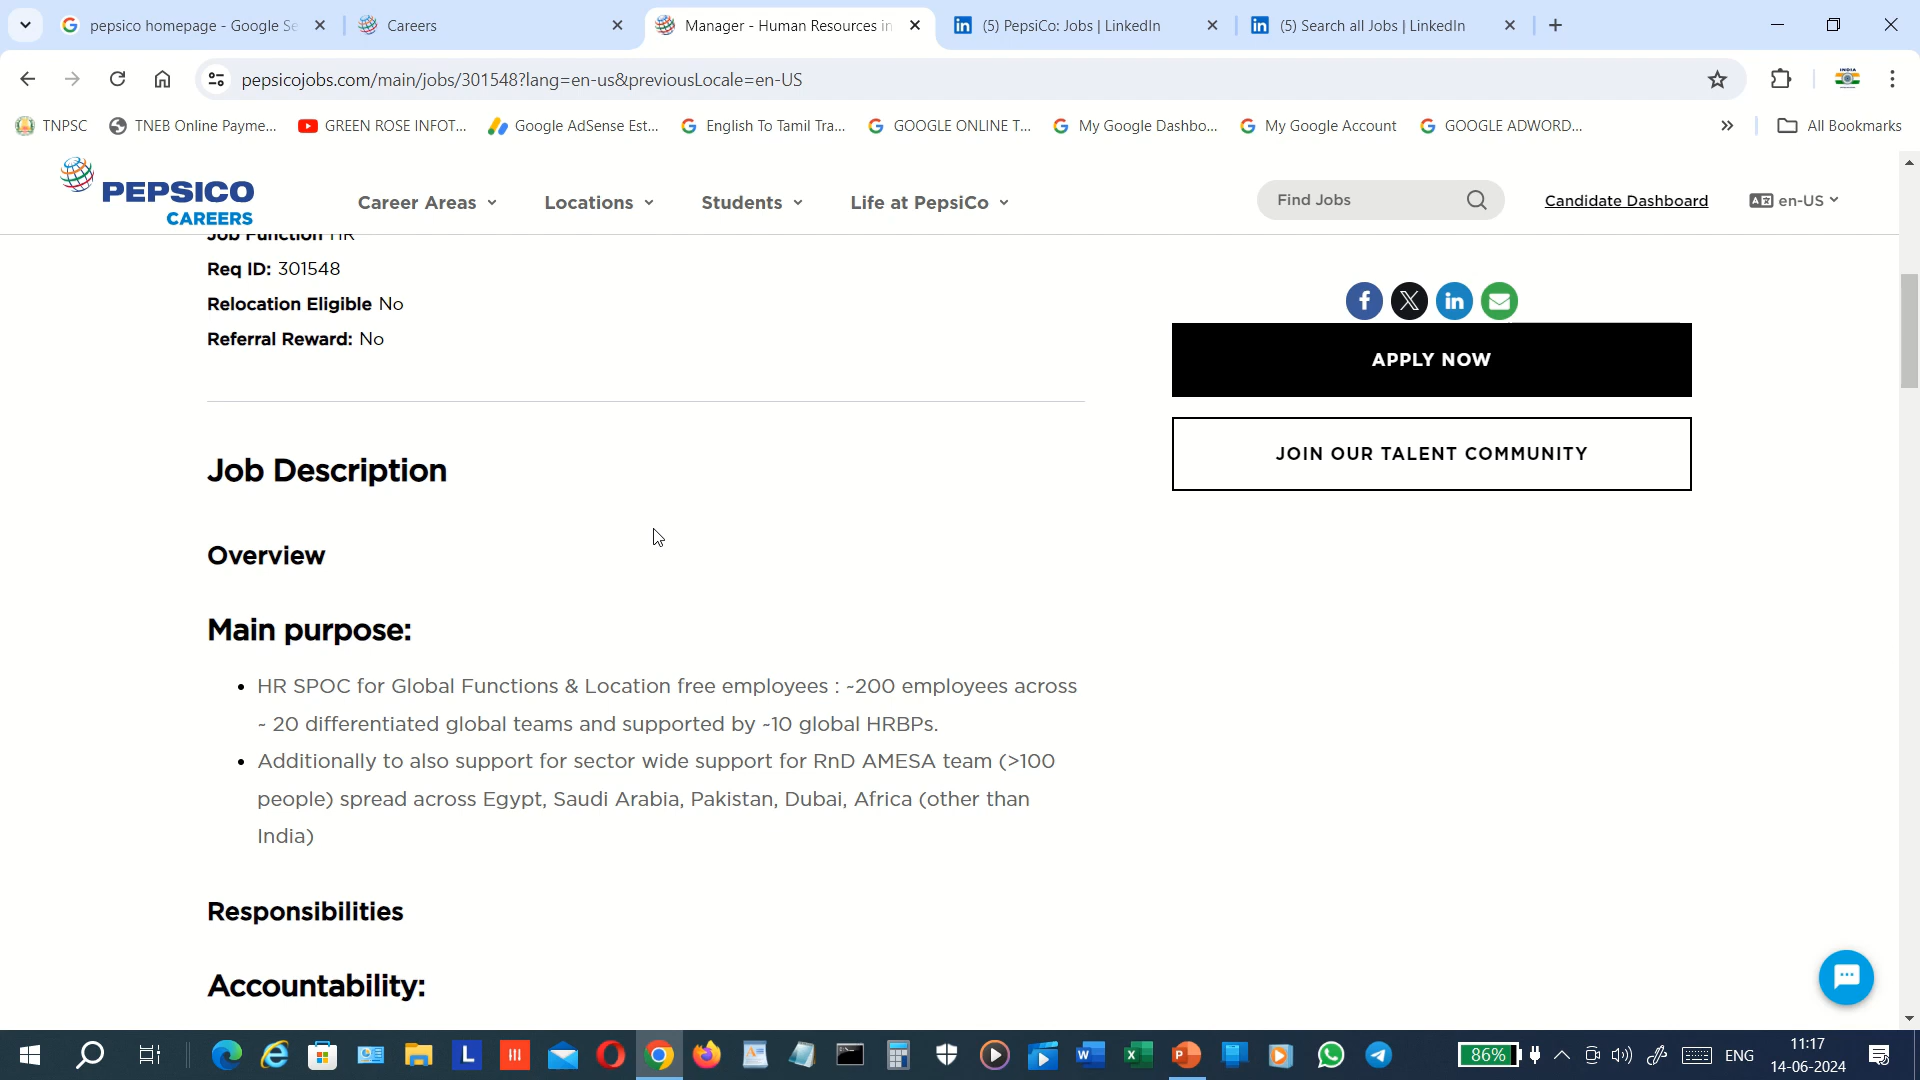 pepsico homepage - Google Se
Careers
Manager - Human Resources in
(5) PepsiCo: Jobs | LinkedIn
(5) Search all Jobs | LinkedIn
pepsicojobs.com/main/jobs/301548?lang=en-us&previousLocale=en-US
TNPSC
TNEB Online Payme...
GREEN ROSE INFOT...
Google AdSense Est...
English To Tamil Tra...
GOOGLE ONLINE T...
My Google Dashbo...
My Google Account
GOOGLE ADWORD...
All Bookmarks
PEPSICO
CAREERS
Career Areas
Locations
Students
Life at PepsiCo
Find Jobs
Candidate Dashboard
en-US
Job Function HR
Req ID: 301548
Relocation Eligible No
Referral Reward: No
APPLY NOW
JOIN OUR TALENT COMMUNITY
Job Description
Overview
Main purpose:
• HR SPOC for Global Functions & Location free employees : ~200 employees across
~ 20 differentiated global teams and supported by ~10 global HRBPs.
• Additionally to also support for sector wide support for RnD AMESA team (>100
people) spread across Egypt, Saudi Arabia, Pakistan, Dubai, Africa (other than
India)
Responsibilities
Accountability:
86%
ENG
11:17
14-06-2024